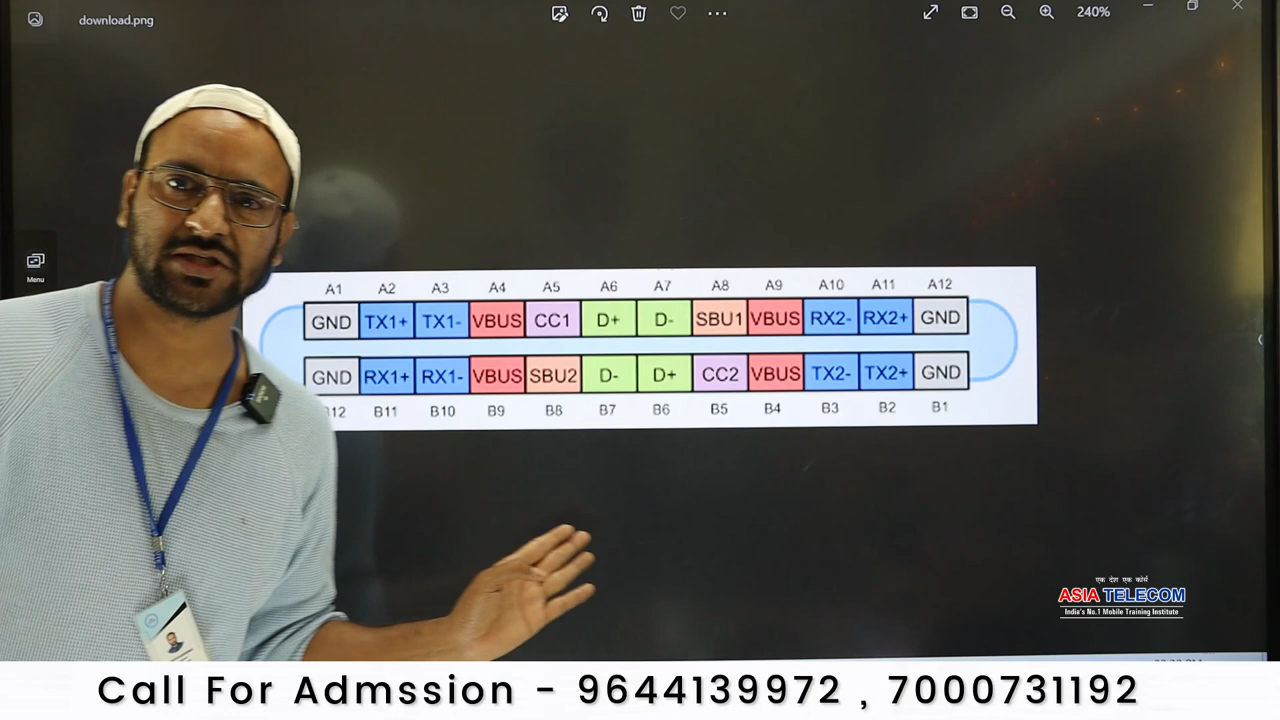 download.png
240%
Menu
A1 A2 A3 A4 A5 A6 A7 A8 A9 A10 A11 A12
GND TX1+ TX1- VBUS CC1 D+ D- SBU1 VBUS RX2- RX2+ GND
GND RX1+ RX1- VBUS SBU2 D- D+ CC2 VBUS TX2- TX2+ GND
B12 B11 B10 B9 B8 B7 B6 B5 B4 B3 B2 B1
एक देश एक कोर्स
ASIA TELECOM
India's No.1 Mobile Training Institute
Call For Admssion - 9644139972 , 7000731192